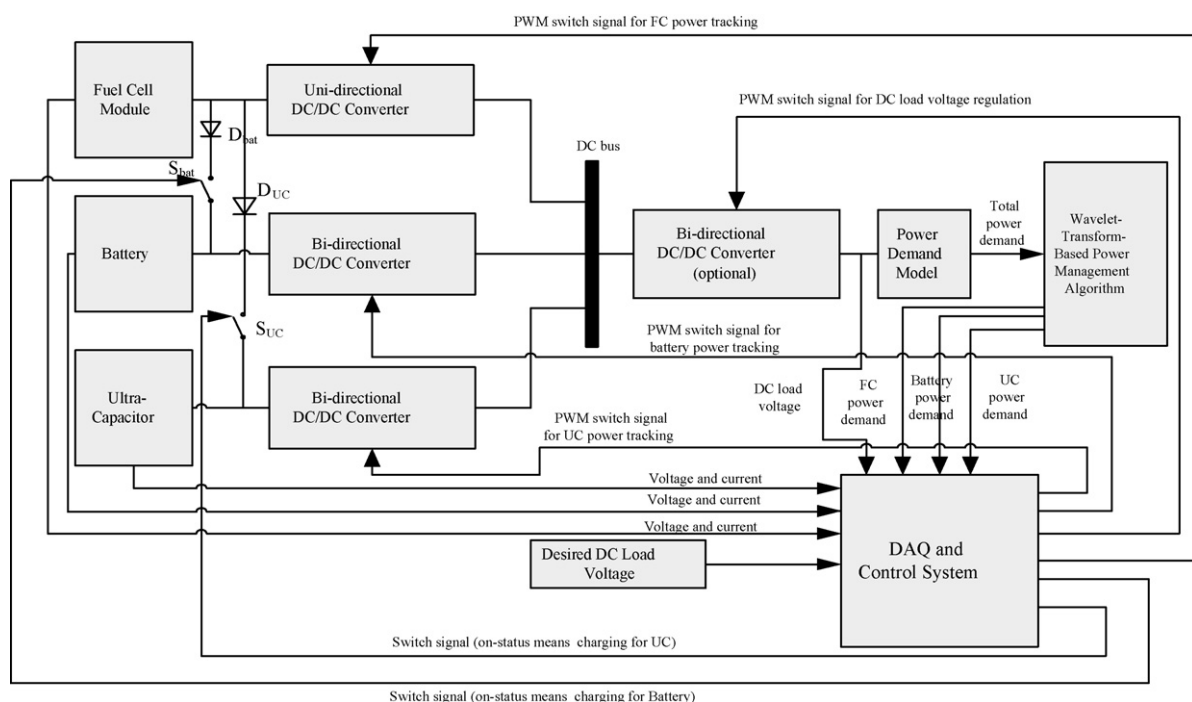 PWM switch signal for FC power tracking
Fuel Cell
Module
Uni-directional
DC/DC Converter
PWM switch signal for DC load voltage regulation
Dbat
DC bus
Sbat
DUC
Battery
Bi-directional
DC/DC Converter
Bi-directional
DC/DC Converter
(optional)
Power
Demand
Model
Total
power
demand
Wavelet-
Transform-
Based Power
Management
Algorithm
SUC
PWM switch signal for
battery power tracking
Ultra-
Capacitor
Bi-directional
DC/DC Converter
DC load
voltage
FC
power
demand
Battery
power
demand
UC
power
demand
PWM switch signal
for UC power tracking
Voltage and current
Voltage and current
Voltage and current
Desired DC Load
Voltage
DAQ and
Control System
Switch signal (on-status means charging for UC)
Switch signal (on-status means charging for Battery)